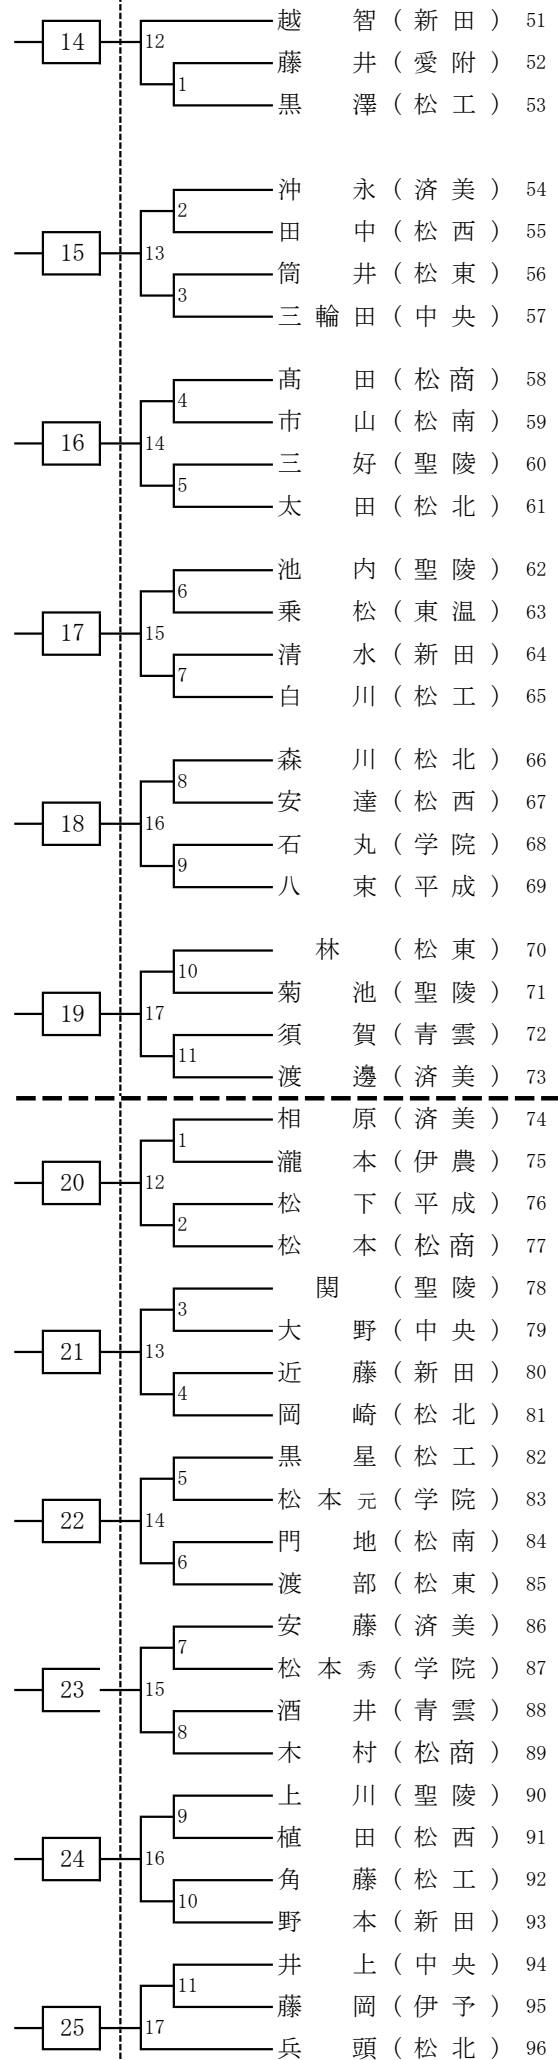 越智（新田）51
14 12
藤井（愛附）52
1
黒澤（松工）53
沖永（済美）54
2
田中（松西）55
15 13
筒井（松東）56
3
三輪田（中央）57
髙田（松商）58
4
市山（松南）59
16 14
三好（聖陵）60
5
太田（松北）61
池内（聖陵）62
6
乗松（東温）63
17 15
清水（新田）64
7
白川（松工）65
森川（松北）66
8
安達（松西）67
18 16
石丸（学院）68
9
八束（平成）69
林（松東）70
10
菊池（聖陵）71
19 17
須賀（青雲）72
11
渡邊（済美）73
相原（済美）74
1
瀧本（伊農）75
20 12
松下（平成）76
2
松本（松商）77
関（聖陵）78
3
大野（中央）79
21 13
近藤（新田）80
4
岡崎（松北）81
黒星（松工）82
5
松本元（学院）83
22 14
門地（松南）84
6
渡部（松東）85
安藤（済美）86
7
松本秀（学院）87
23 15
酒井（青雲）88
8
木村（松商）89
上川（聖陵）90
9
植田（松西）91
24 16
角藤（松工）92
10
野本（新田）93
井上（中央）94
11
藤岡（伊予）95
25 17
兵頭（松北）96